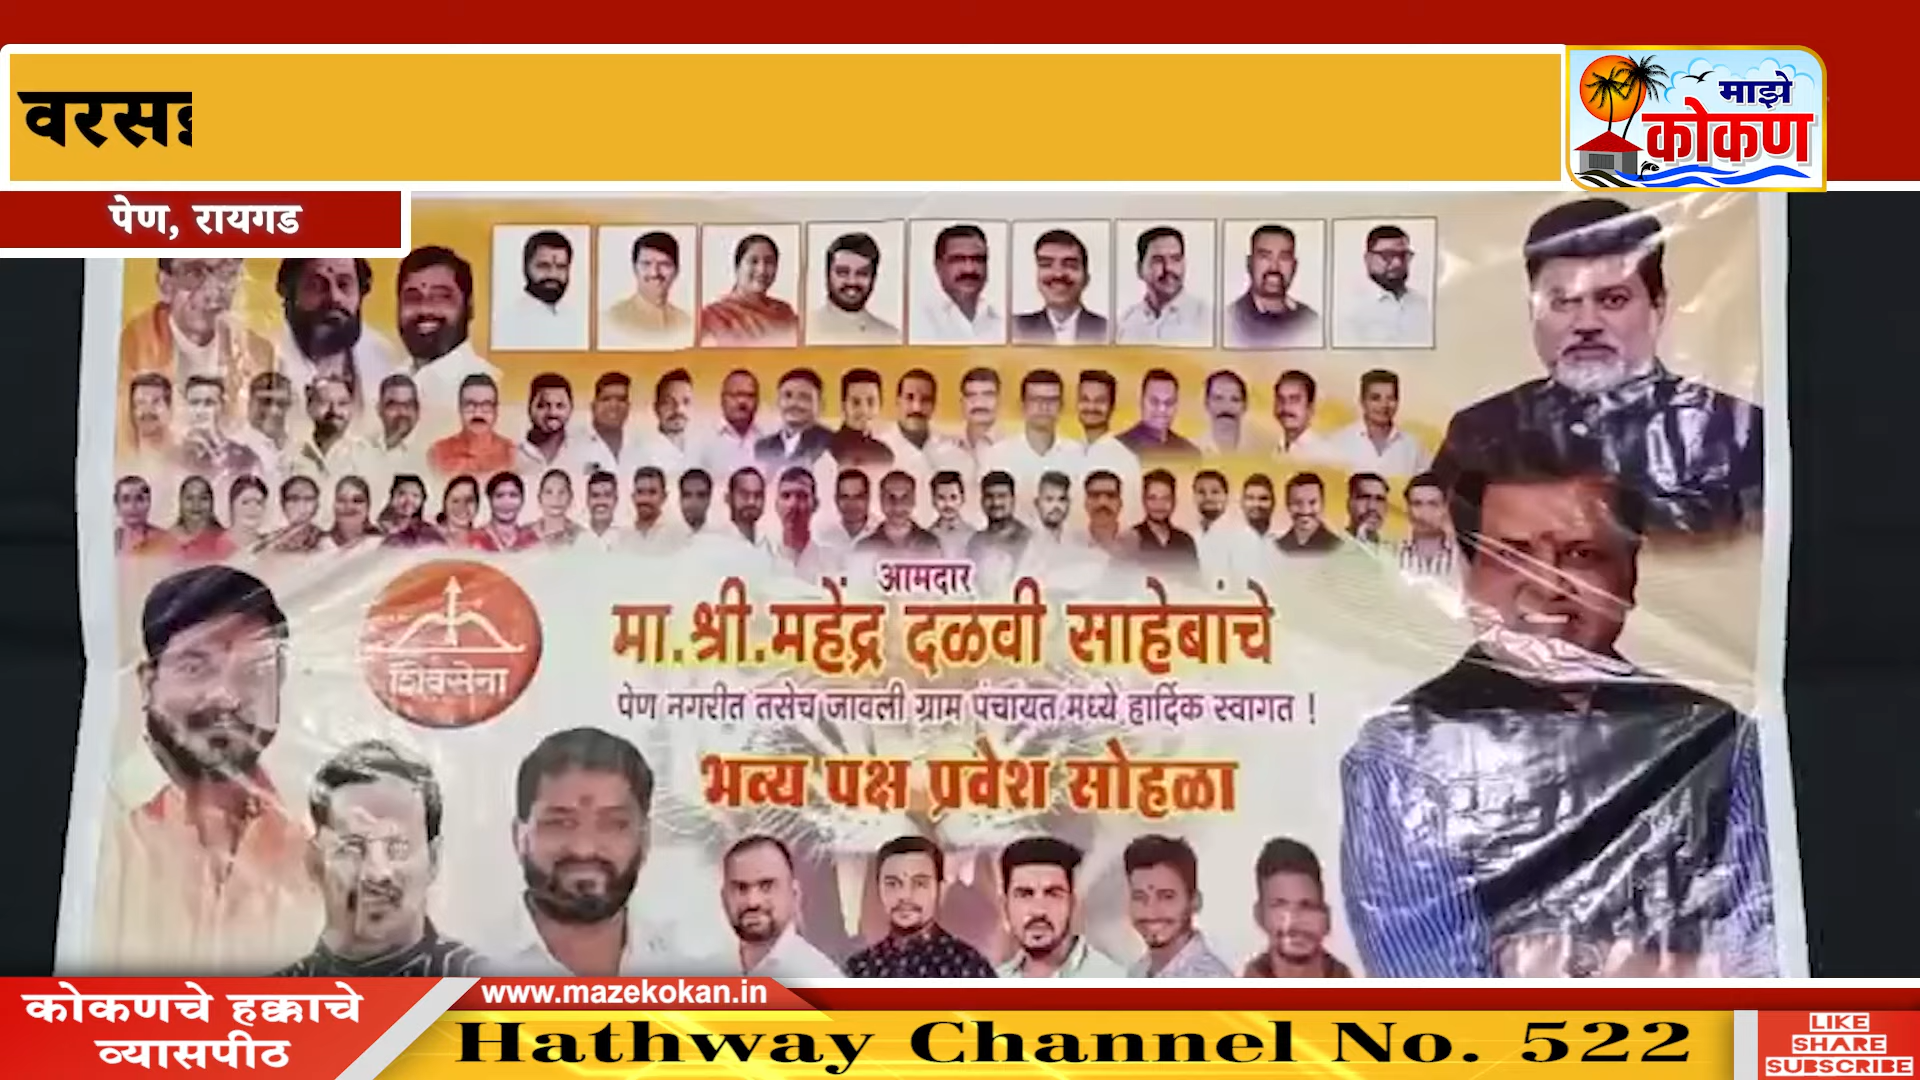 माझे
कोकण
पेण, रायगड
आमदार
मा.श्री.महेंद्र दळवी साहेबांचे
शिवसेना
पेण नगरीत तसेच जावली ग्राम पंचायत मध्ये हार्दिक स्वागत !
भव्य पक्ष प्रवेश सोहळा
कोकणचे हक्काचे
व्यासपीठ
www.mazekokan.in
Hathway Channel No. 522
LIKE
SHARE
SUBSCRIBE